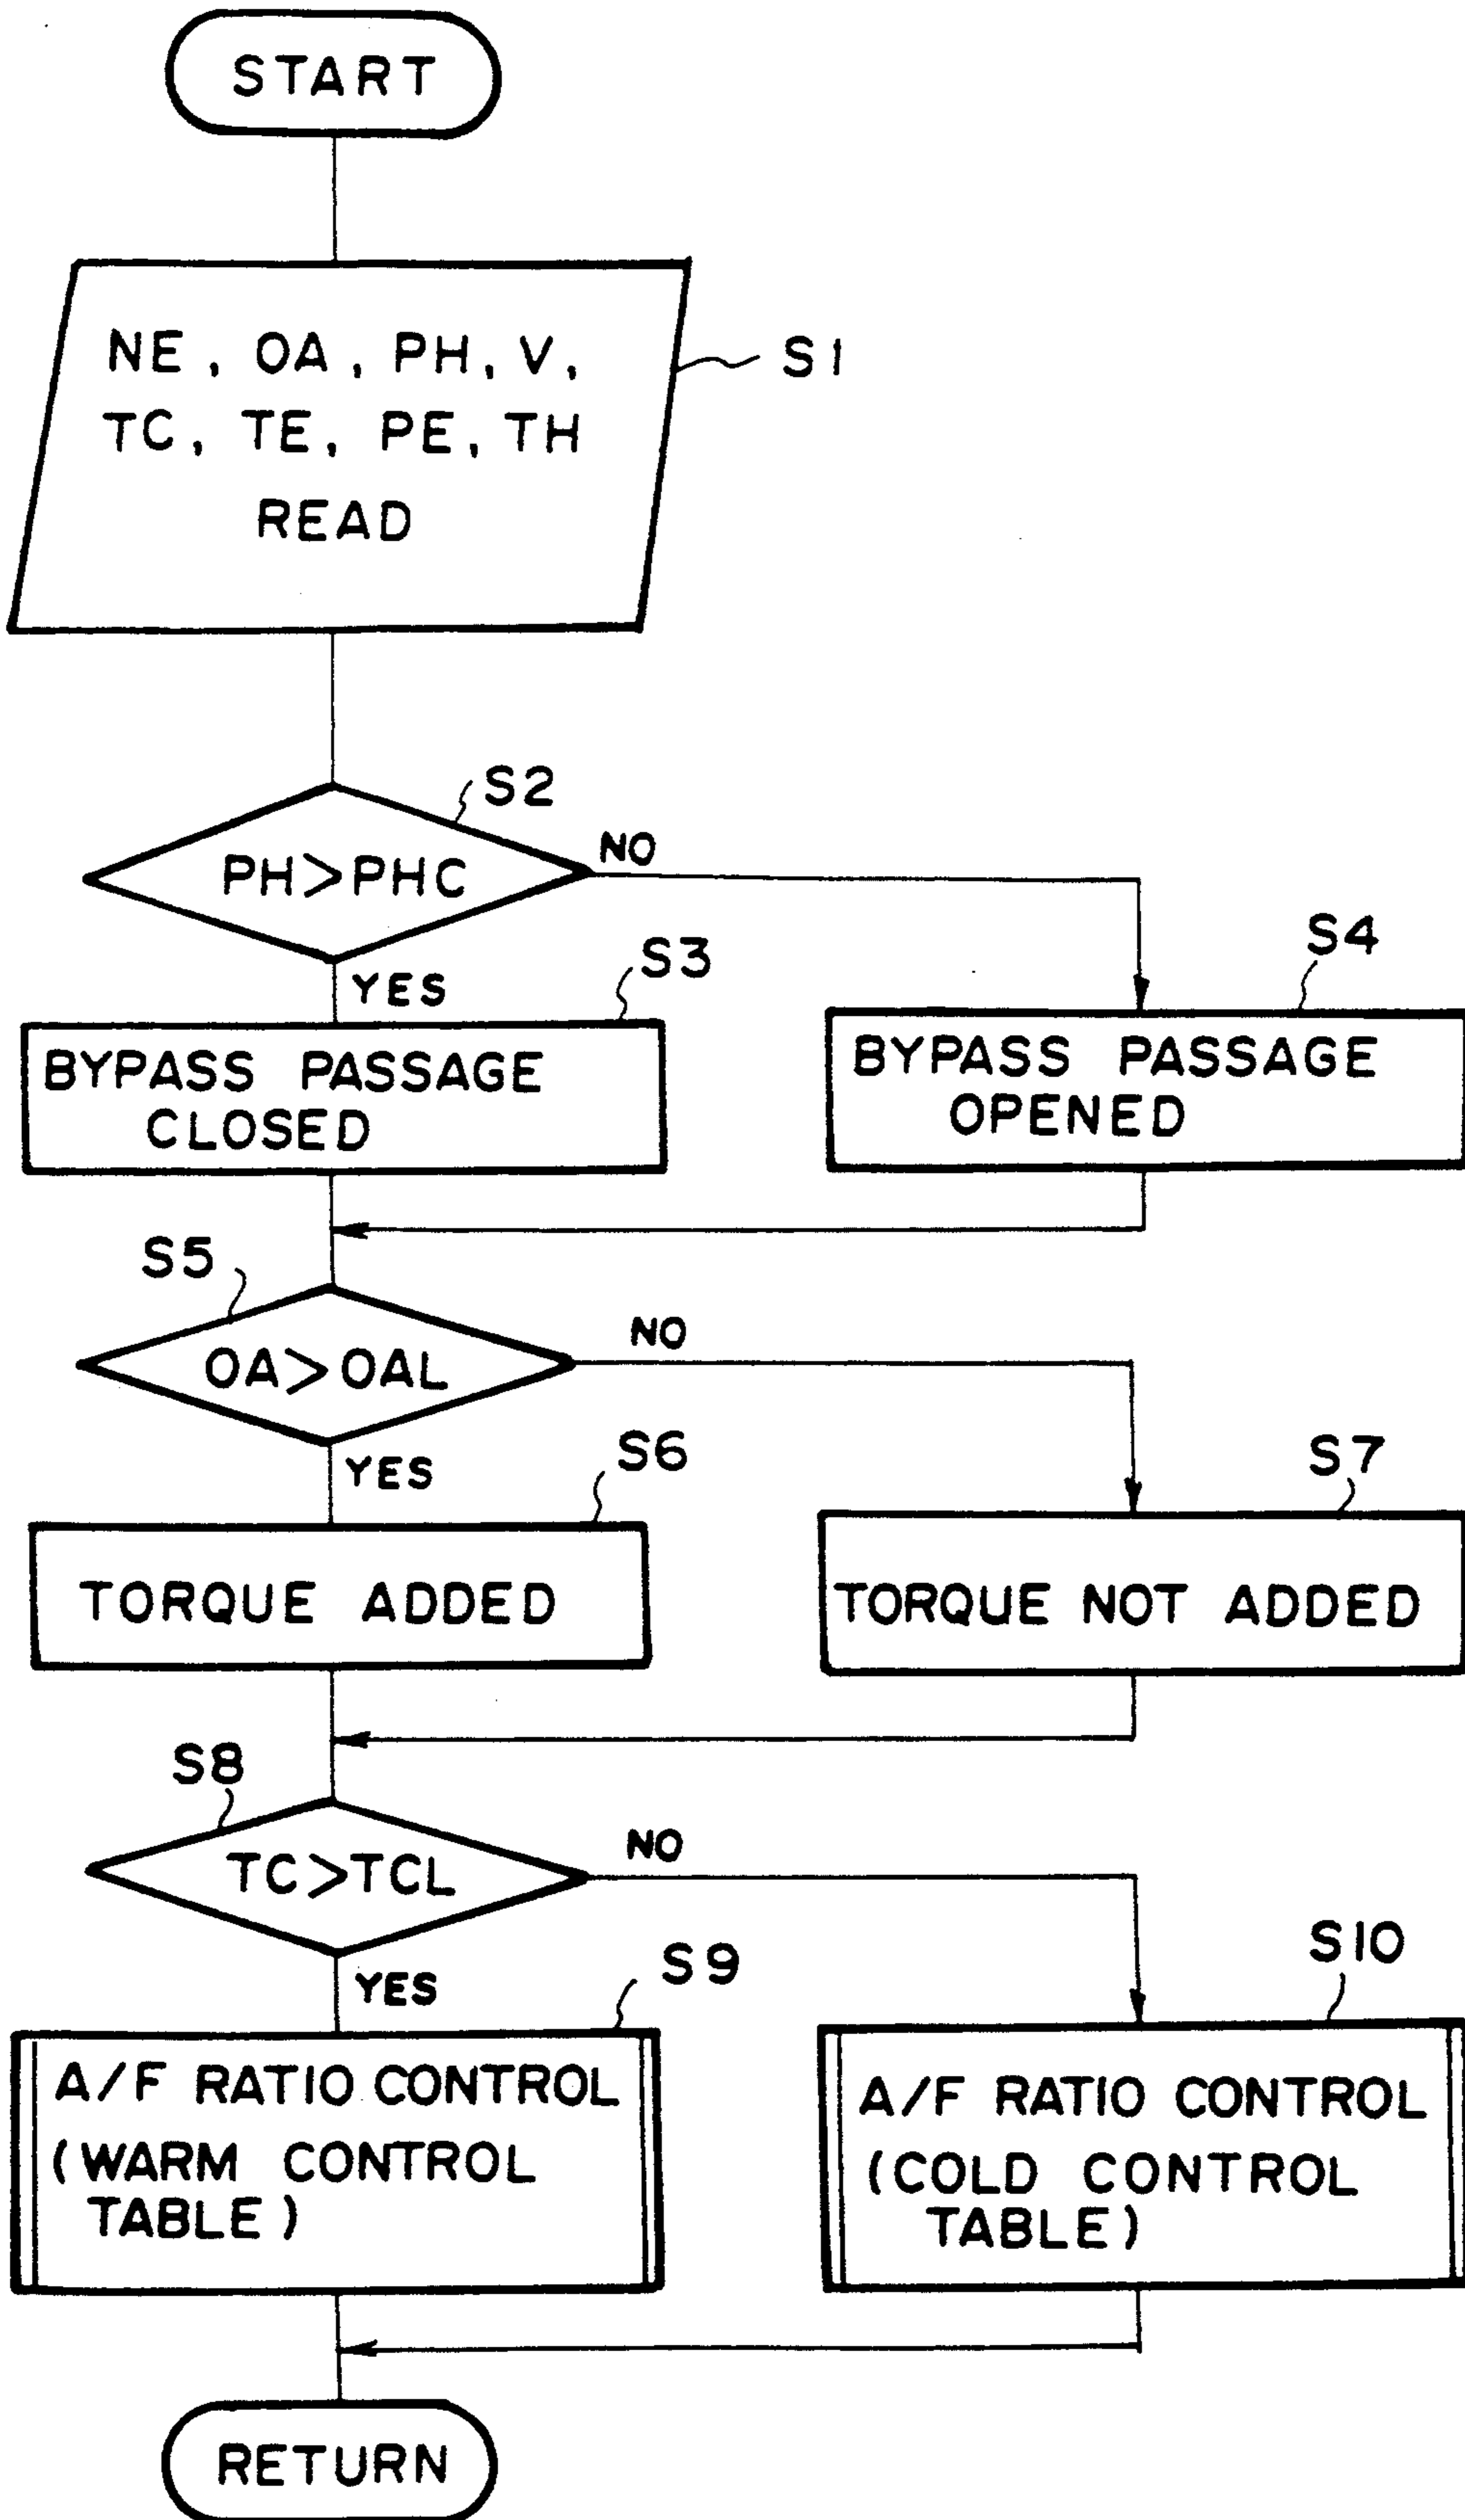 START
NE, OA, PH, V,
TC, TE, PE, TH
READ
S1
S2
PH>PHC
NO
YES
S3
BYPASS PASSAGE
CLOSED
S4
BYPASS PASSAGE
OPENED
S5
OA>OAL
NO
YES
S6
TORQUE ADDED
S7
TORQUE NOT ADDED
S8
TC>TCL
NO
YES
S9
A/F RATIO CONTROL
(WARM CONTROL
TABLE)
S10
A/F RATIO CONTROL
(COLD CONTROL
TABLE)
RETURN